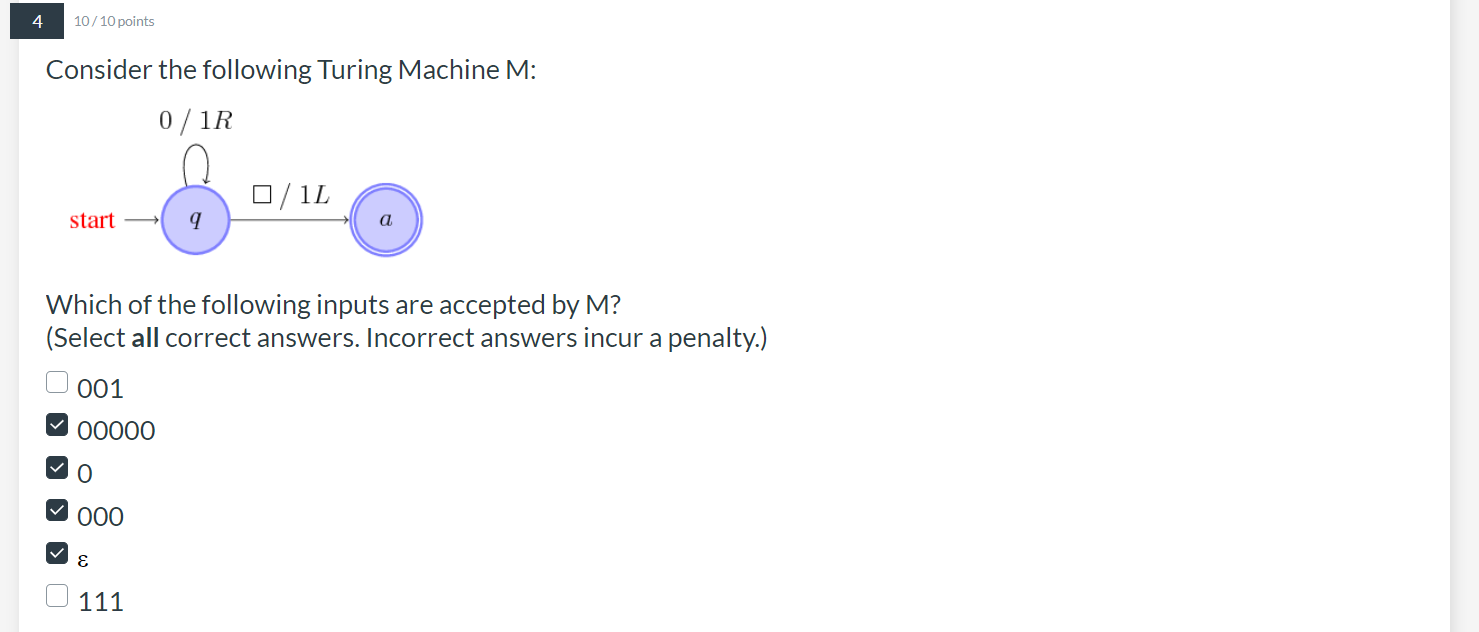 4 10 / 10 points
Consider the following Turing Machine M:
0 / 1R
□ / 1L
start q a
Which of the following inputs are accepted by M?
(Select all correct answers. Incorrect answers incur a penalty.)
001
00000
0
000
ε
111